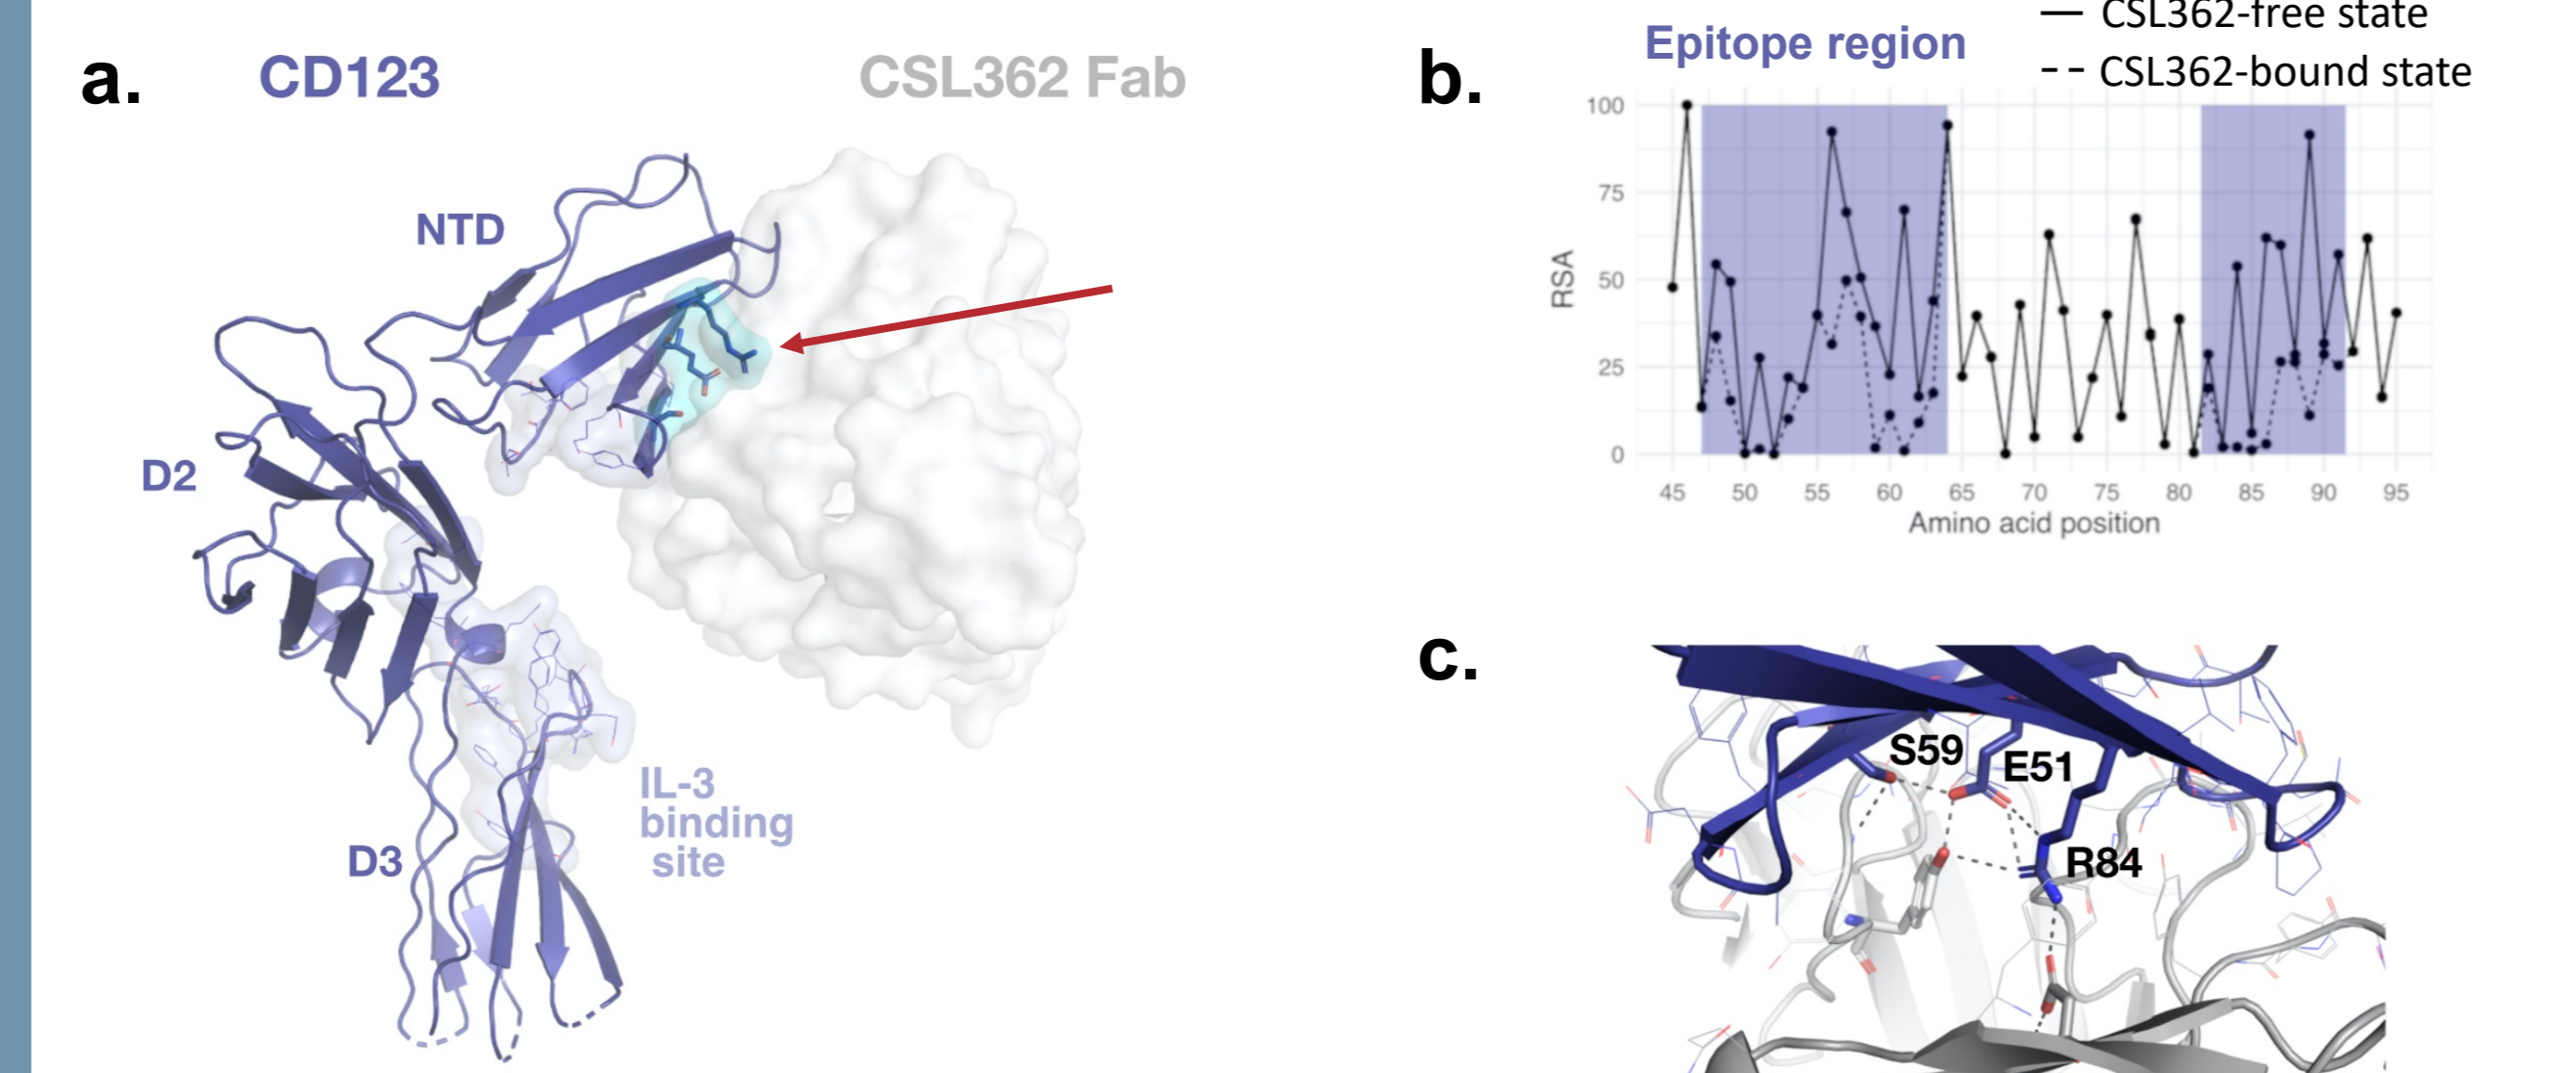 a.
CD123
CSL362 Fab
NTD
D2
D3
IL-3
binding
site
b.
Epitope region
CSL362-free state
CSL362-bound state
RSA
100
75
50
25
0
45 50 55 60 65 70 75 80 85 90 95
Amino acid position
c.
S59
E51
R84